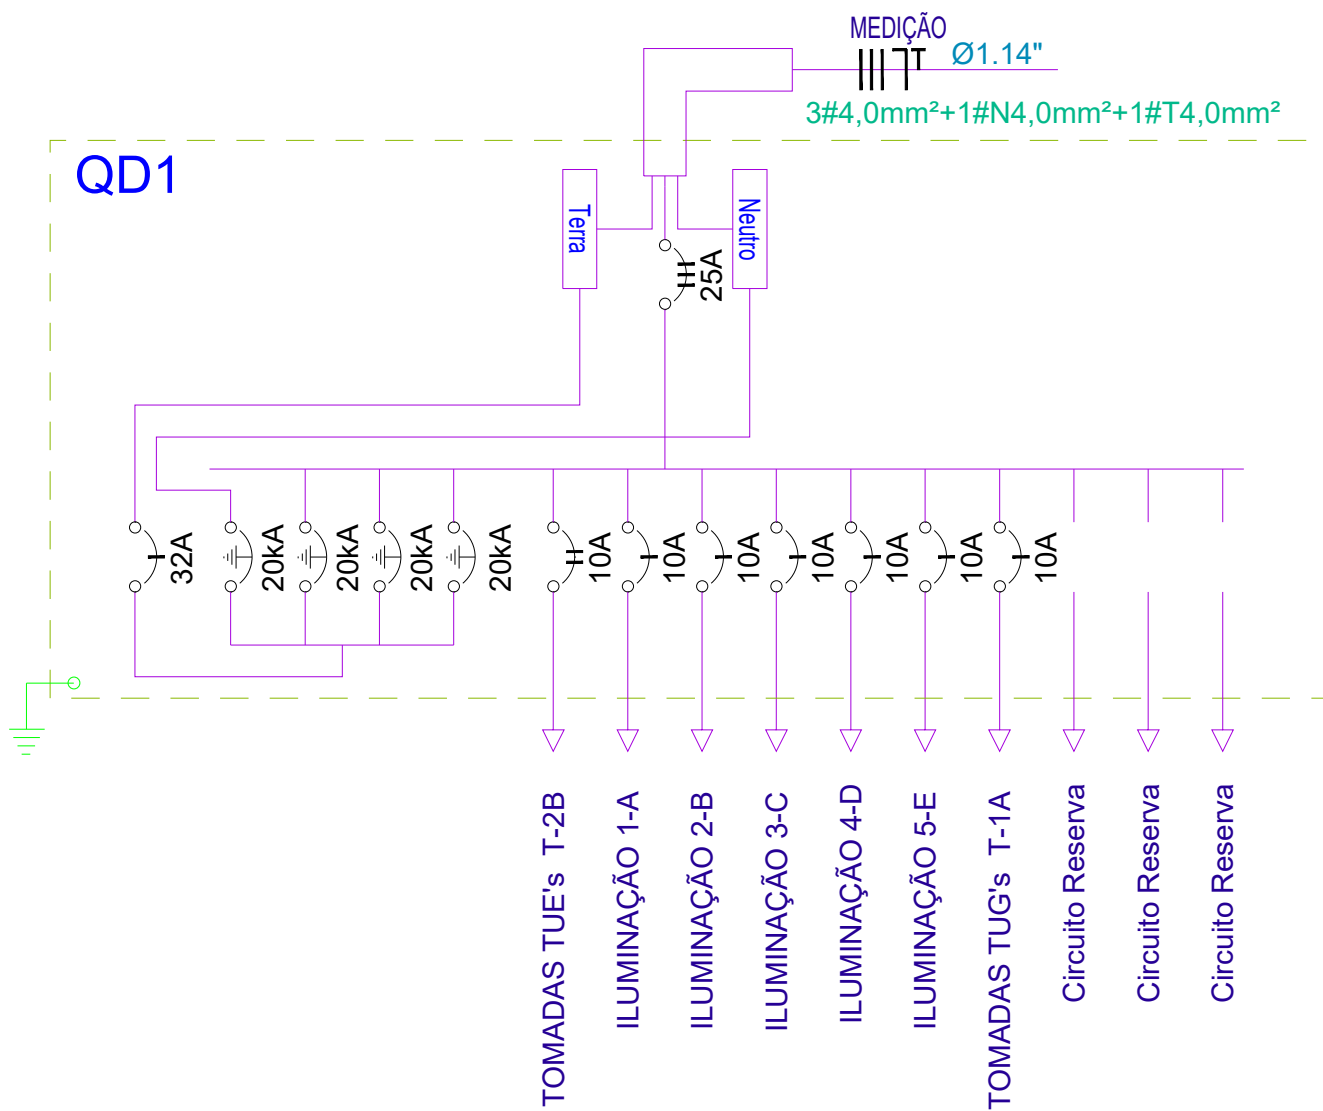 MEDIÇÃO
Ø1.14"
3#4,0mm²+1#N4,0mm²+1#T4,0mm²
QD1
Terra
Neutro
25A
32A
20kA
20kA
20kA
20kA
10A
10A
10A
10A
10A
10A
10A
TOMADAS TUE's T-2B
ILUMINAÇÃO 1-A
ILUMINAÇÃO 2-B
ILUMINAÇÃO 3-C
ILUMINAÇÃO 4-D
ILUMINAÇÃO 5-E
TOMADAS TUG's T-1A
Circuito Reserva
Circuito Reserva
Circuito Reserva